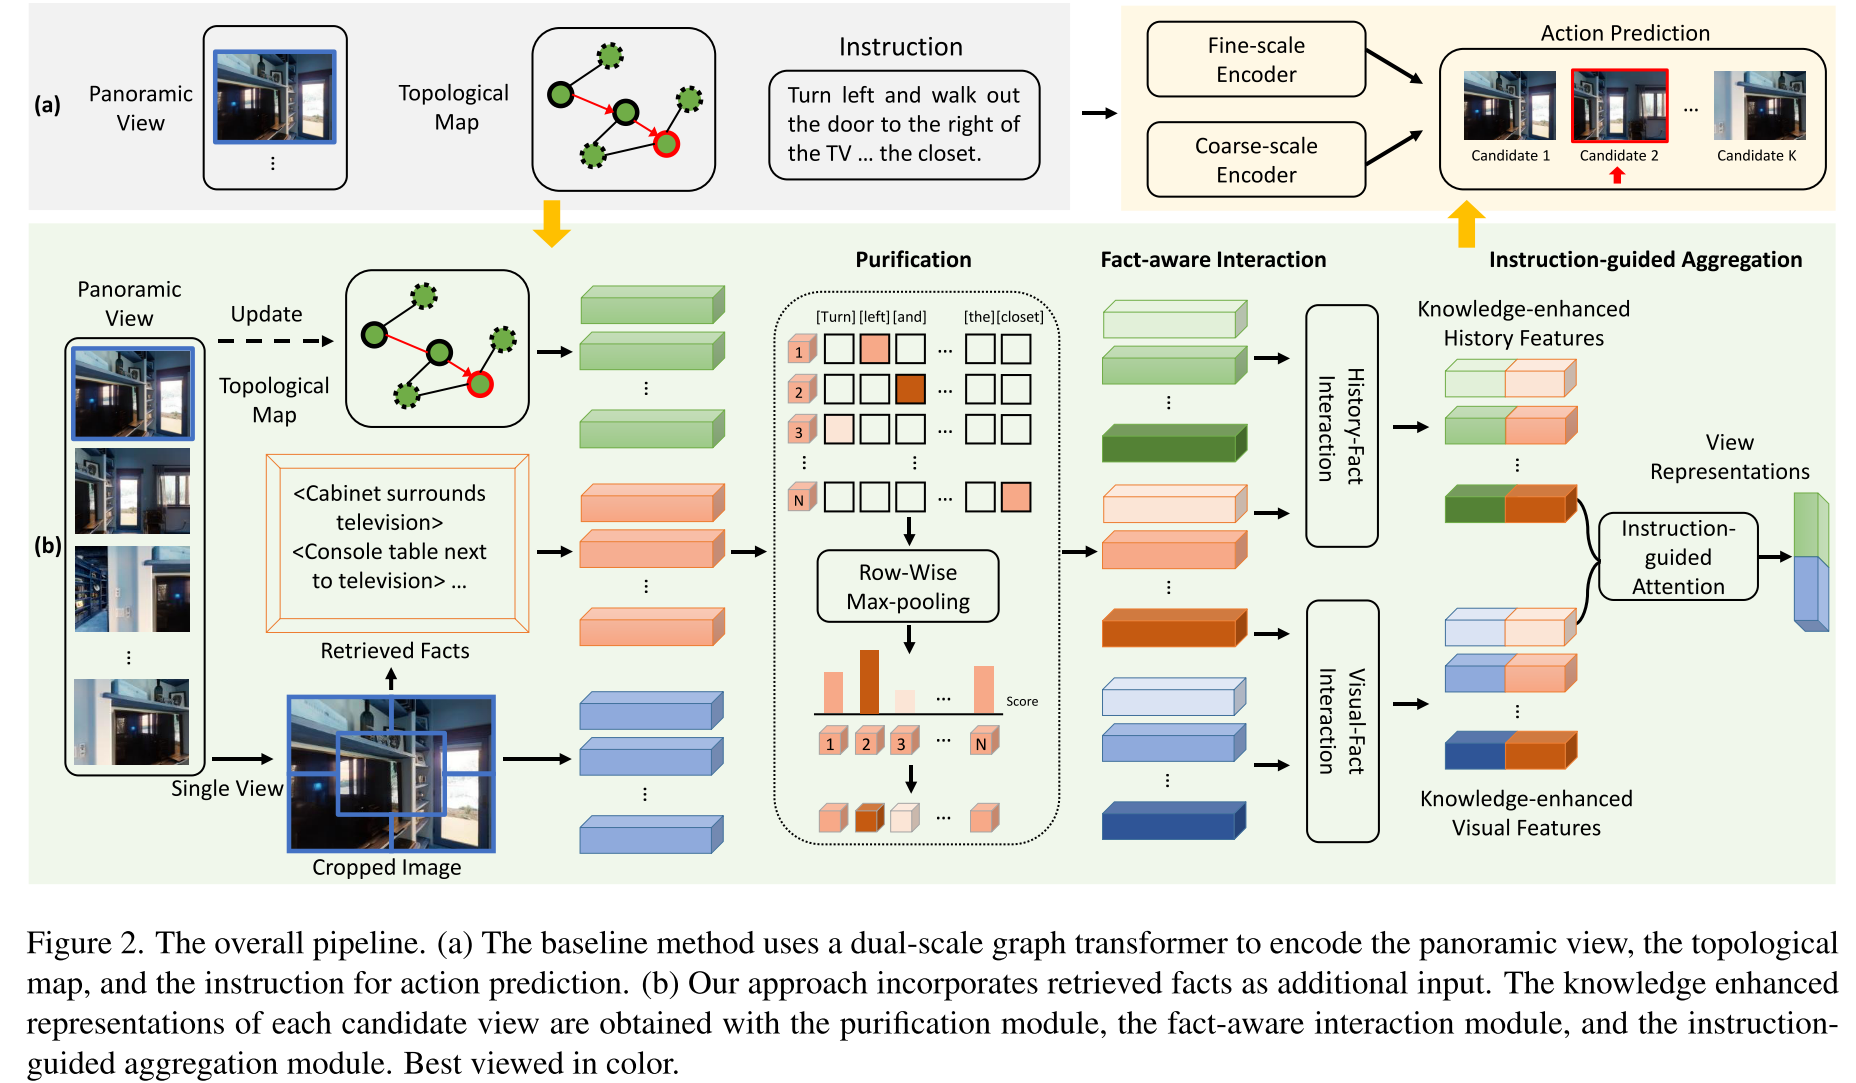 (a)
Panoramic
View
⋮
Topological
Map
Instruction
Turn left and walk out
the door to the right of
the TV ... the closet.
Fine-scale
Encoder
Coarse-scale
Encoder
Action Prediction
...
Candidate 1
Candidate 2
Candidate K
(b)
Panoramic
View
⋮
Update
Topological
Map
<Cabinet surrounds
television>
<Console table next
to television> ...
Retrieved Facts
Single View
Cropped Image
⋮
⋮
⋮
Purification
[Turn] [left] [and] [the] [closet]
1 ...
2 ...
3 ...
⋮ ⋮
N ...
Row-Wise
Max-pooling
... Score
1 2 3 ... N
...
Fact-aware Interaction
⋮
⋮
⋮
History-Fact
Interaction
Visual-Fact
Interaction
Instruction-guided Aggregation
Knowledge-enhanced
History Features
⋮
⋮
Knowledge-enhanced
Visual Features
Instruction-
guided
Attention
View
Representations
Figure 2. The overall pipeline. (a) The baseline method uses a dual-scale graph transformer to encode the panoramic view, the topological
map, and the instruction for action prediction. (b) Our approach incorporates retrieved facts as additional input. The knowledge enhanced
representations of each candidate view are obtained with the purification module, the fact-aware interaction module, and the instruction-
guided aggregation module. Best viewed in color.